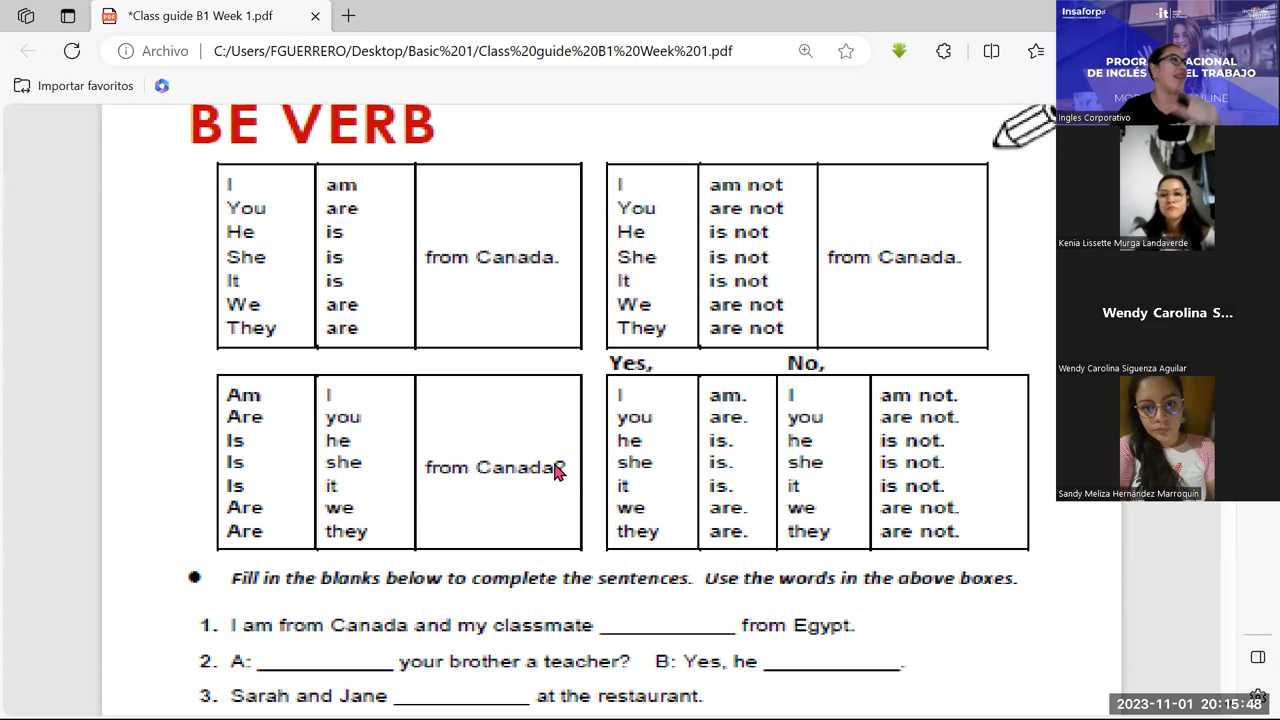 *Class guide B1 Week 1.pdf
Archivo
C:/Users/FGUERRERO/Desktop/Basic%201/Class%20guide%20B1%20Week%201.pdf
Importar favoritos
BE VERB
I am
You are
He is
She is
It is
We are
They are
from Canada.
I am not
You are not
He is not
She is not
It is not
We are not
They are not
from Canada.
Am I
Are you
Is he
Is she
Is it
Are we
Are they
from Canada?
Yes, No,
I am. I am not.
you are. you are not.
he is. he is not.
she is. she is not.
it is. it is not.
we are. we are not.
they are. they are not.
Fill in the blanks below to complete the sentences. Use the words in the above boxes.
1. I am from Canada and my classmate ____________ from Egypt.
2. A: ____________ your brother a teacher? B: Yes, he ____________.
3. Sarah and Jane ____________ at the restaurant.
Insaforp
Ingles Corporativo
Kenia Lissette Murga Landaverde
Wendy Carolina S...
Wendy Carolina Siguenza Aguilar
Sandy Meliza Hernández Marroquín
2023-11-01 20:15:48